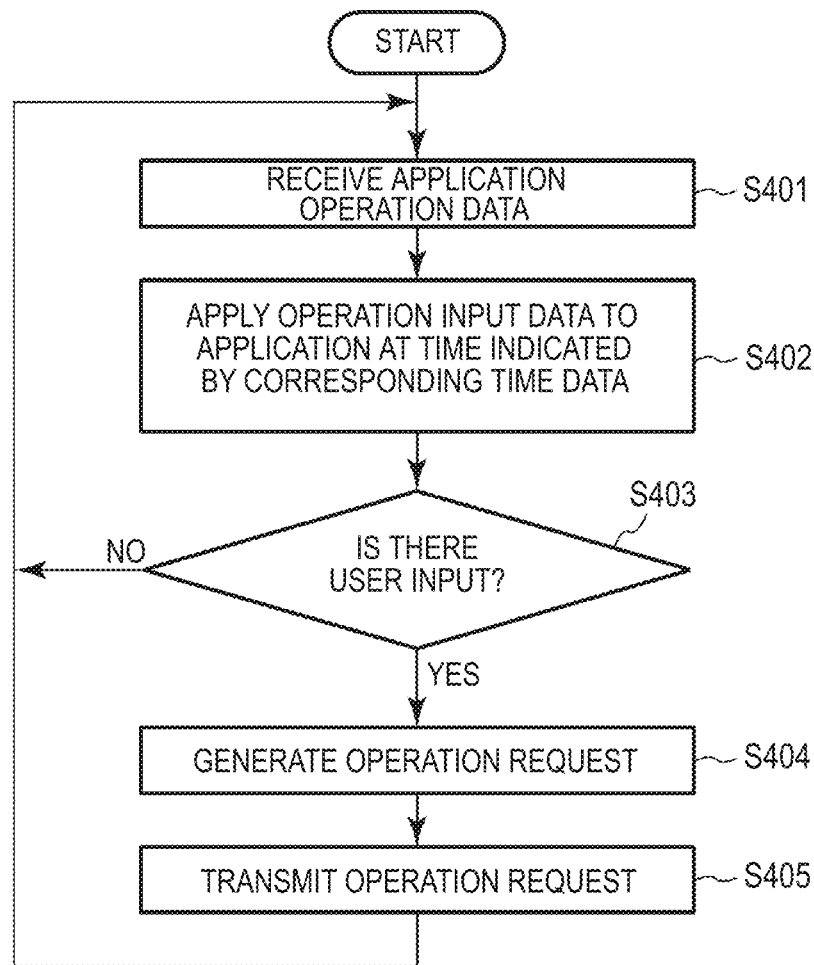 START
RECEIVE APPLICATION
OPERATION DATA
S401
APPLY OPERATION INPUT DATA TO
APPLICATION AT TIME INDICATED
BY CORRESPONDING TIME DATA
S402
S403
IS THERE
USER INPUT?
NO
YES
GENERATE OPERATION REQUEST
S404
TRANSMIT OPERATION REQUEST
S405